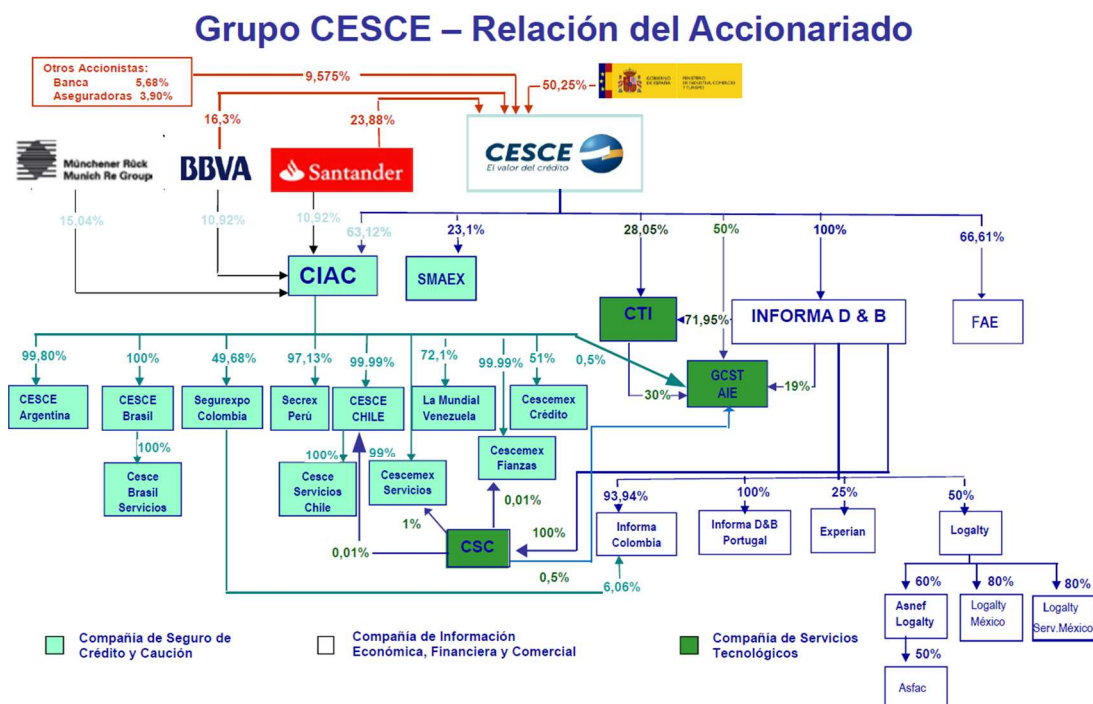 Grupo CESCE – Relación del Accionariado
Otros Accionistas:
Banca 5,68%
Aseguradoras 3,90%
9,575%
50,25%
GOBIERNO DE ESPAÑA
MINISTERIO DE INDUSTRIA, COMERCIO Y TURISMO
16,3%
23,88%
Münchener Rück
Munich Re Group
BBVA
Santander
CESCE
El valor del crédito
15,04%
10,92%
10,92%
63,12%
23,1%
28,05%
50%
100%
66,61%
CIAC
SMAEX
CTI
71,95%
INFORMA D & B
FAE
99,80%
100%
49,68%
97,13%
99.99%
72,1%
99.99%
51%
0,5%
CESCE
Argentina
CESCE
Brasil
Segurexpo
Colombia
Secrex
Perú
CESCE
CHILE
La Mundial
Venezuela
Cescemex
Crédito
GCST
AIE
30%
19%
100%
100%
99%
Cesce
Brasil
Servicios
Cesce
Servicios
Chile
Cescemex
Servicios
Cescemex
Fianzas
0,01%
1%
0,01%
CSC
100%
0,5%
93,94%
100%
25%
50%
Informa
Colombia
Informa D&B
Portugal
Experian
Logalty
6,06%
60%
80%
80%
Asnef
Logalty
Logalty
México
Logalty
Serv.México
50%
Asfac
Compañía de Seguro de
Crédito y Caución
Compañía de Información
Económica, Financiera y Comercial
Compañía de Servicios
Tecnológicos